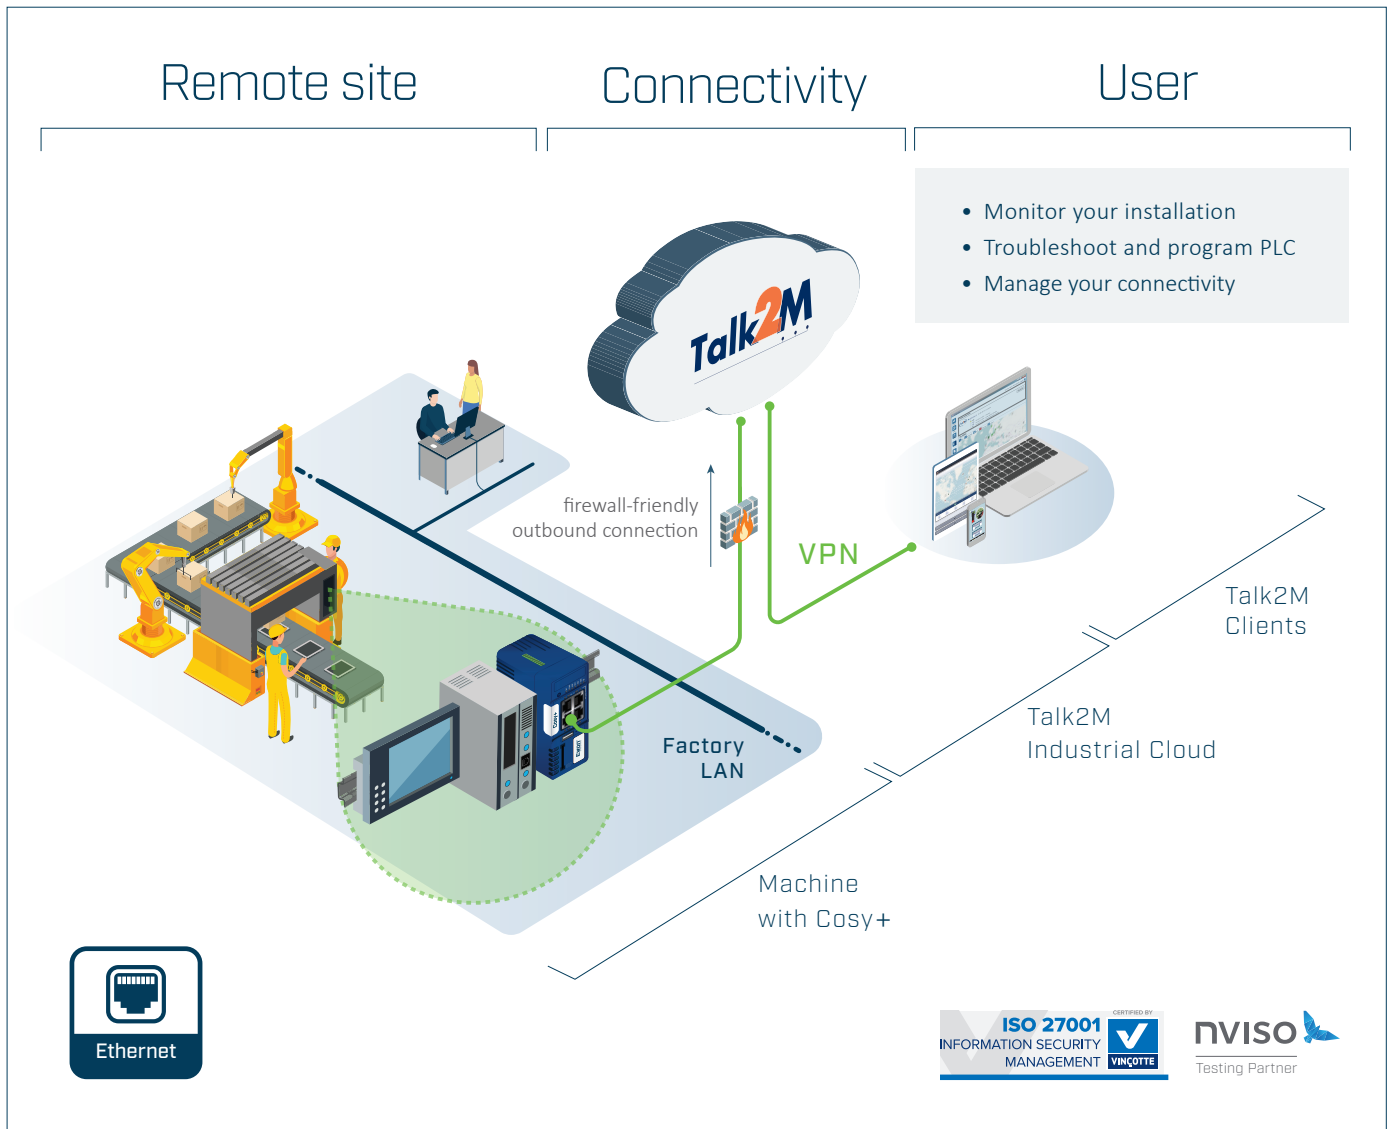 Remote site
Connectivity
User
• Monitor your installation
• Troubleshoot and program PLC
• Manage your connectivity
Talk2M
firewall-friendly
outbound connection
VPN
Talk2M
Clients
Talk2M
Industrial Cloud
Cosy+
Factory
LAN
Machine
with Cosy+
Ethernet
CERTIFIED BY
ISO 27001
INFORMATION SECURITY
MANAGEMENT
VINÇOTTE
nviso
Testing Partner